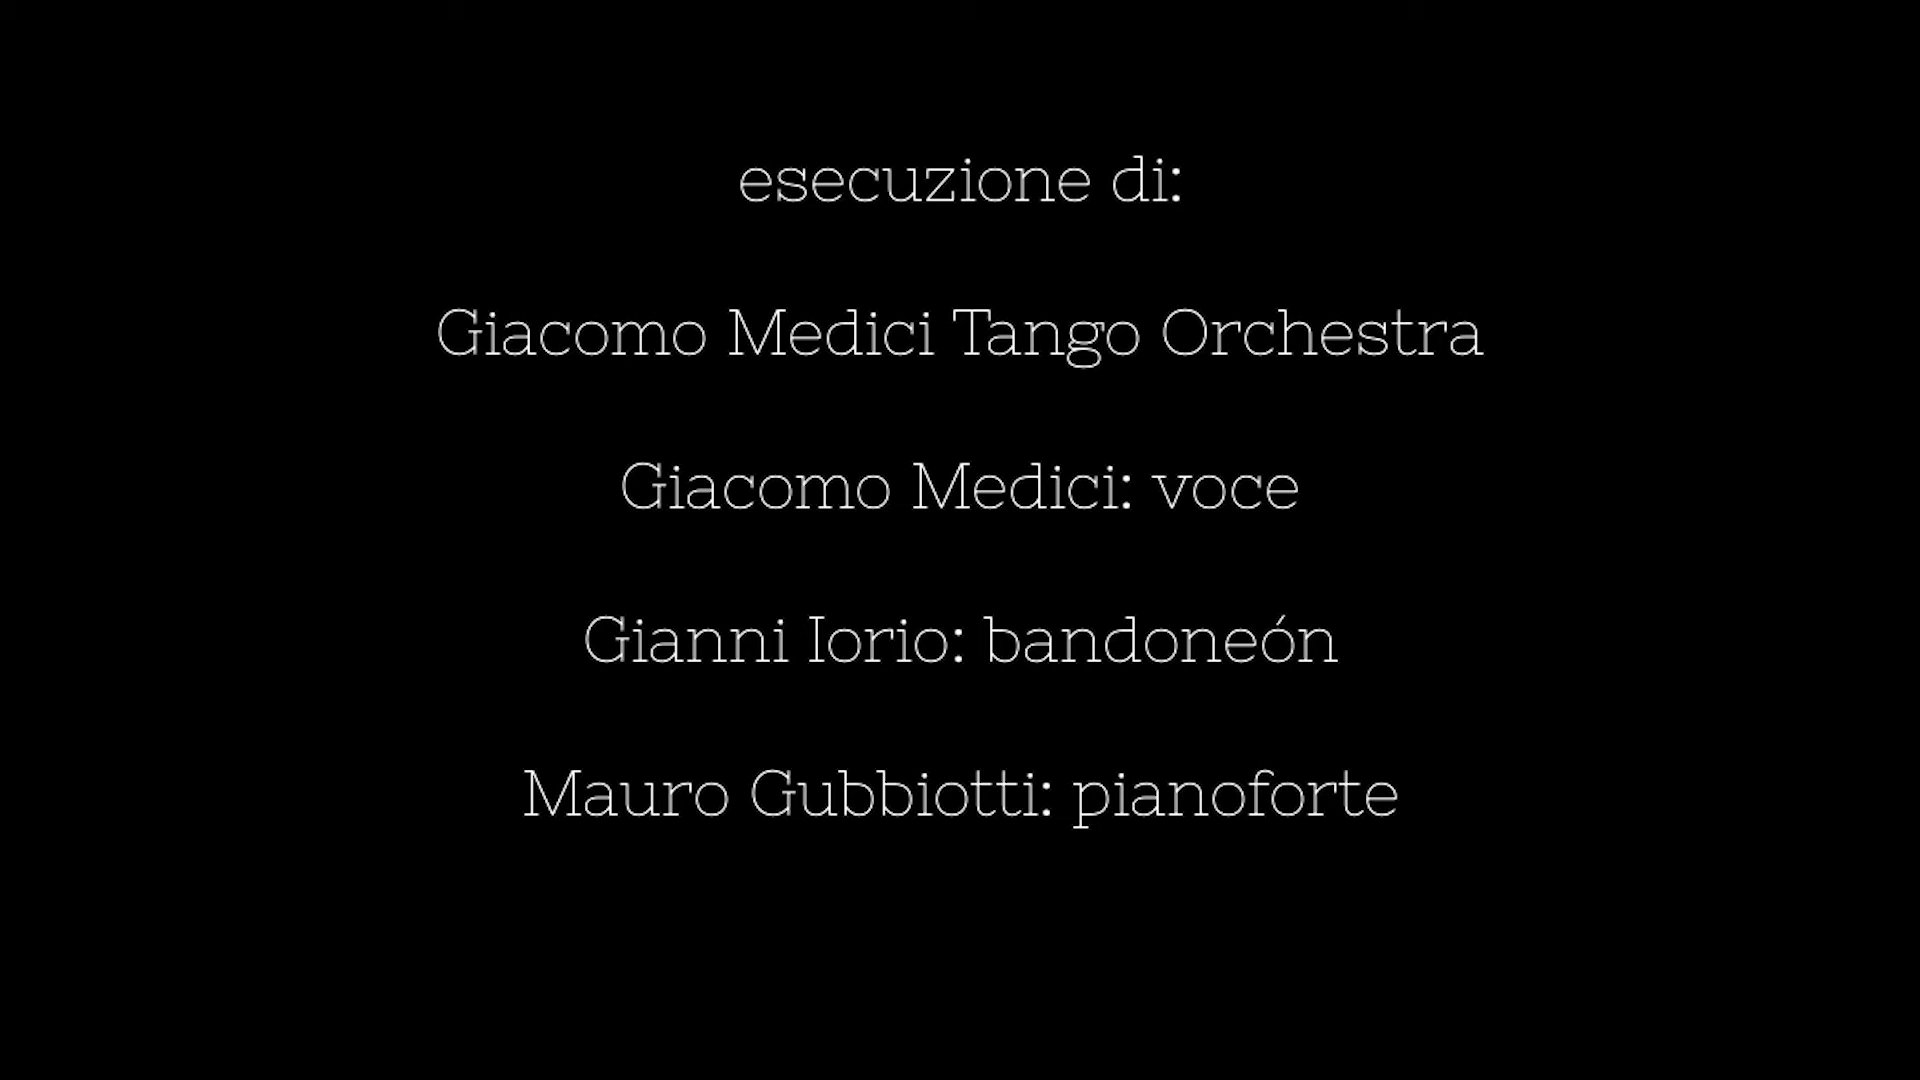 esecuzione di:
Giacomo Medici Tango Orchestra
Giacomo Medici: voce
Gianni Iorio: bandoneón
Mauro Gubbiotti: pianoforte